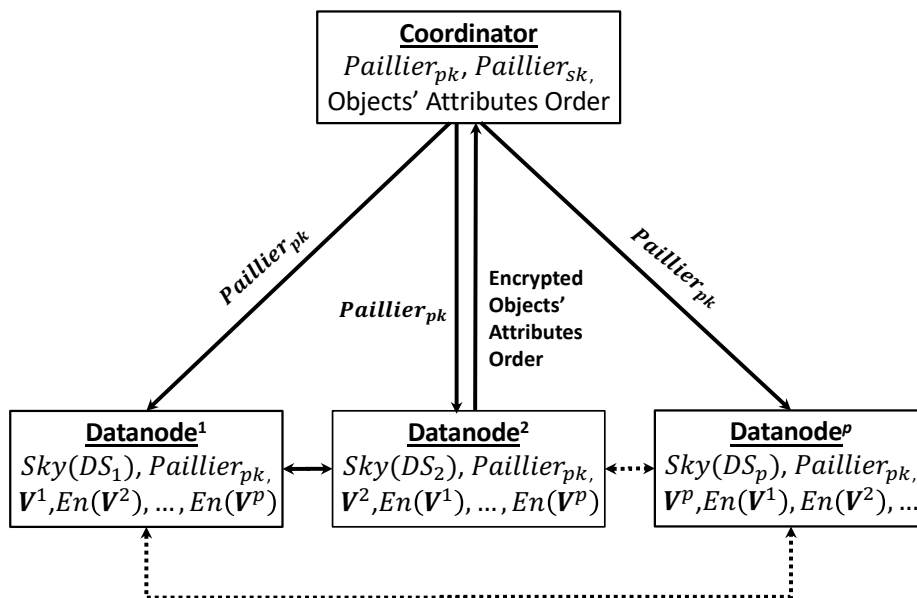 Coordinator
Paillier_pk, Paillier_sk,
Objects' Attributes Order
Paillier_pk
Paillier_pk
Encrypted
Objects'
Attributes
Order
Paillier_pk
Datanode^1
Sky(DS_1), Paillier_pk,
V^1,En(V^2), …, En(V^p)
Datanode^2
Sky(DS_2), Paillier_pk,
V^2,En(V^1), …, En(V^p)
Datanode^p
Sky(DS_p), Paillier_pk,
V^p,En(V^1), En(V^2), …